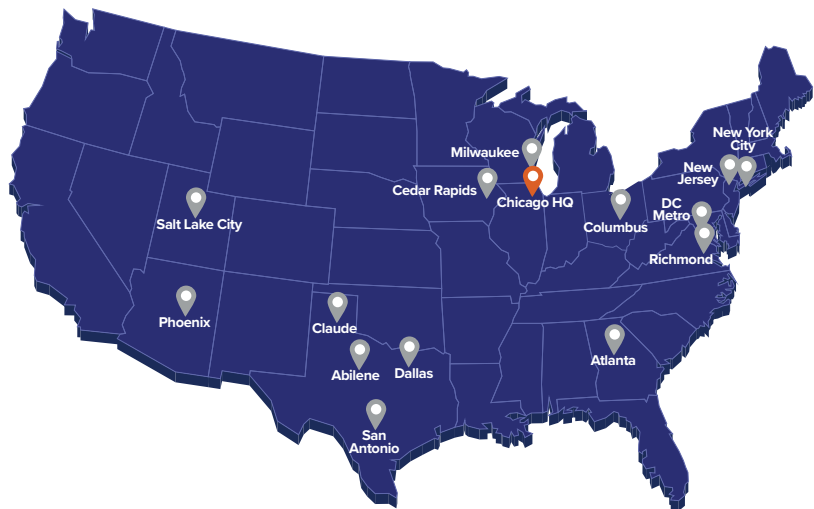 New York
City
Milwaukee
New
Jersey
Cedar Rapids
Chicago HQ
DC
Metro
Salt Lake City
Columbus
Richmond
Phoenix
Claude
Atlanta
Abilene
Dallas
San
Antonio